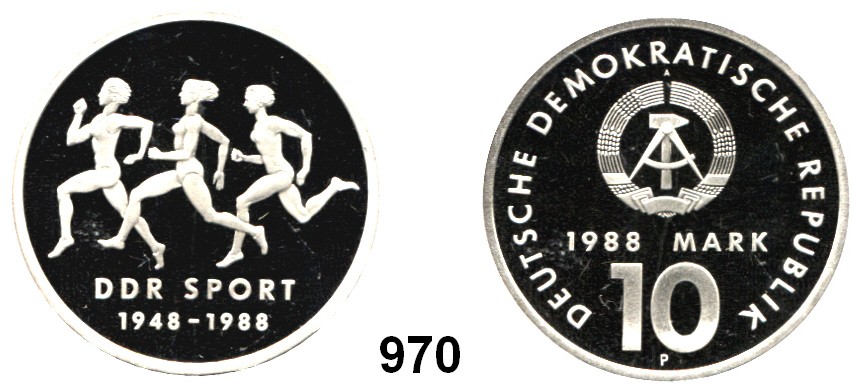 DDR SPORT
1948-1988
970
DEUTSCHE DEMOKRATISCHE REPUBLIK
A
1988 MARK
10
P